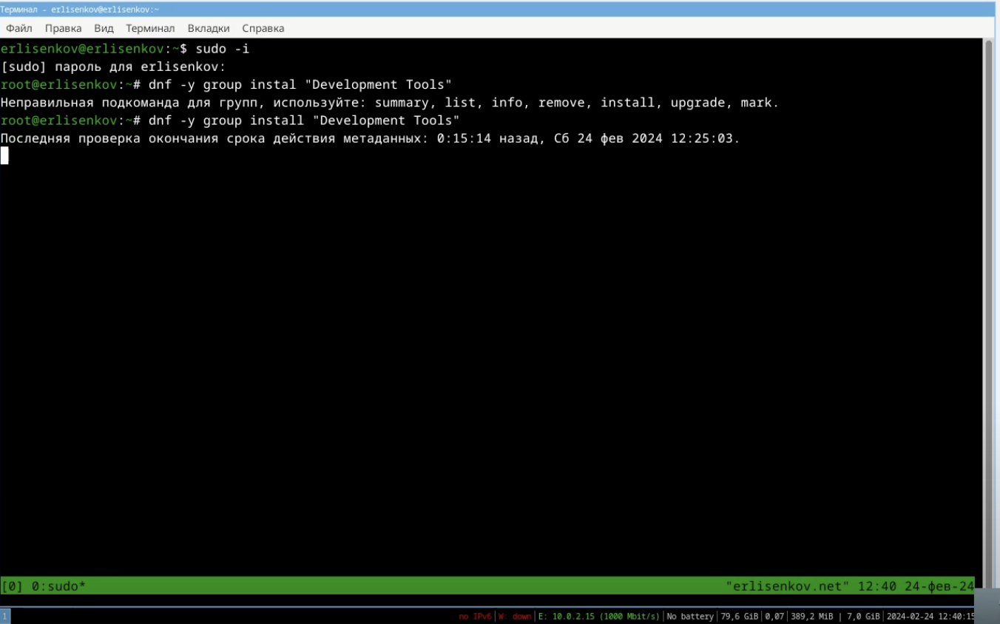 Терминал - erlisenkov@erlisenkov:~
Файл Правка Вид Терминал Вкладки Справка
erlisenkov@erlisenkov:~$ sudo -i
[sudo] пароль для erlisenkov:
root@erlisenkov:~# dnf -y group instal "Development Tools"
Неправильная подкоманда для групп, используйте: summary, list, info, remove, install, upgrade, mark.
root@erlisenkov:~# dnf -y group install "Development Tools"
Последняя проверка окончания срока действия метаданных: 0:15:14 назад, Сб 24 фев 2024 12:25:03.
[0] 0:sudo* "erlisenkov.net" 12:40 24-фев-24
1 no IPv6 | W: down | E: 10.0.2.15 (1000 Mbit/s) | No battery | 79,6 GiB | 0,07 | 389,2 MiB | 7,0 GiB | 2024-02-24 12:40:15